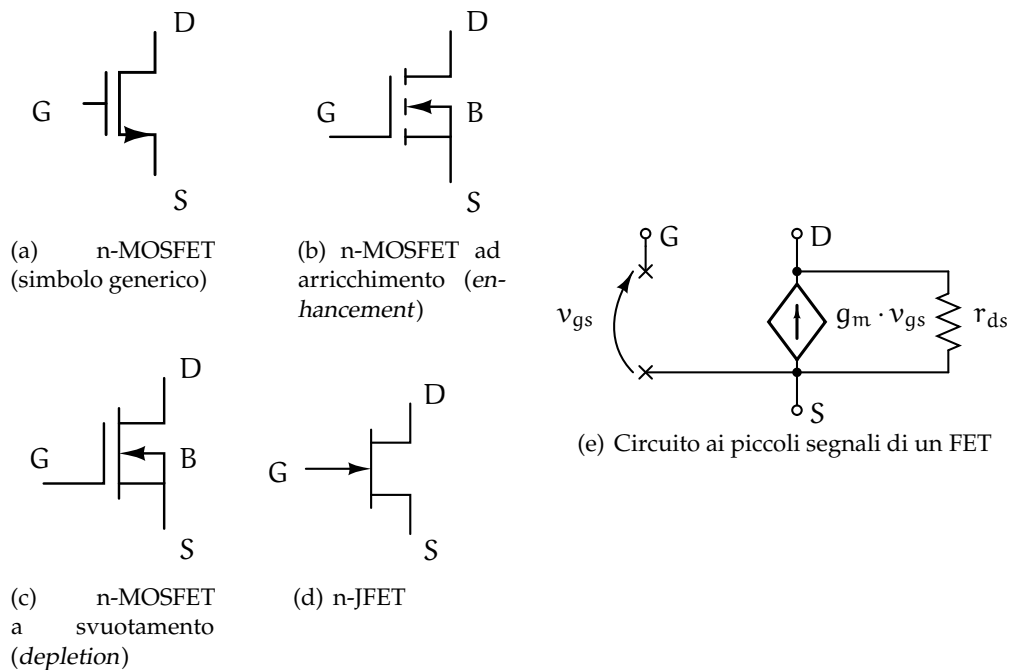 D
G
S
(a) n-MOSFET
(simbolo generico)
D
G
B
S
(b) n-MOSFET ad
arricchimento (en-
hancement)
D
G
B
S
(c) n-MOSFET
a svuotamento
(depletion)
D
G
S
(d) n-JFET
G
D
v_gs
g_m · v_gs
r_ds
S
(e) Circuito ai piccoli segnali di un FET